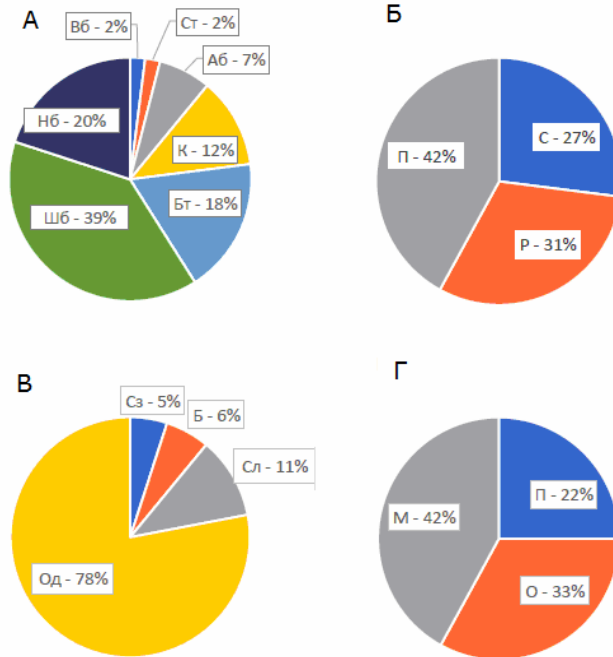 А
Вб - 2%
Ст - 2%
Аб - 7%
К - 12%
Бт - 18%
Шб - 39%
Нб - 20%
Б
С - 27%
Р - 31%
П - 42%
В
Сз - 5%
Б - 6%
Сл - 11%
Од - 78%
Г
П - 22%
О - 33%
М - 42%